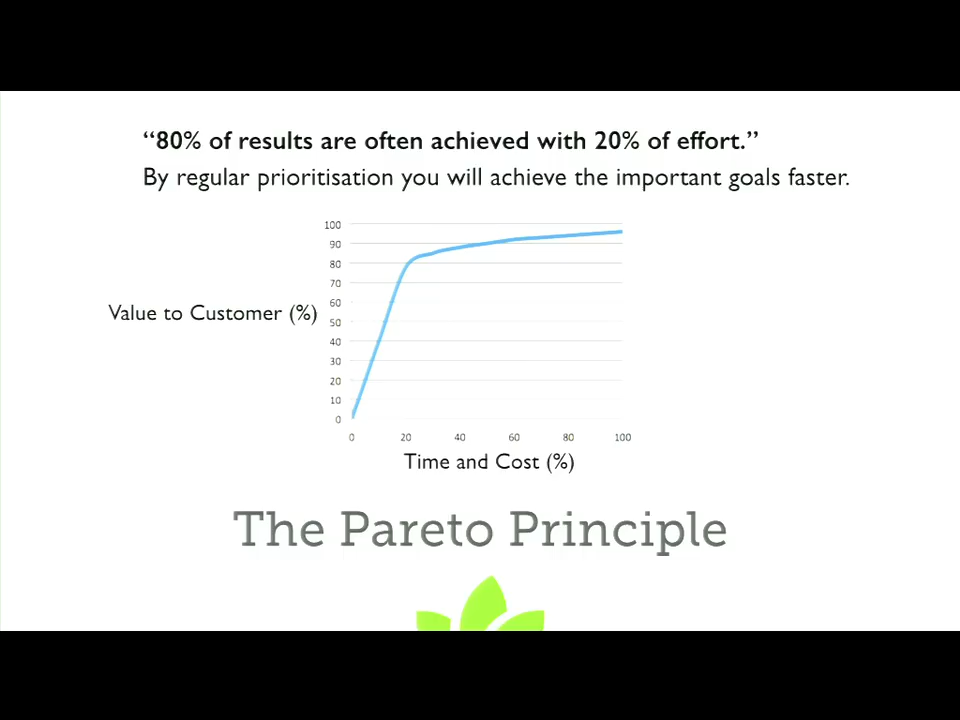 “80% of results are often achieved with 20% of effort.”
By regular prioritisation you will achieve the important goals faster.
100
90
80
70
60
50
40
30
20
10
0
Value to Customer (%)
0 20 40 60 80 100
Time and Cost (%)
The Pareto Principle